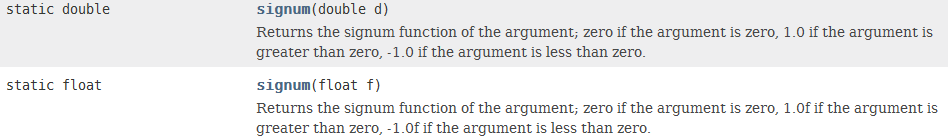 static double signum(double d)
Returns the signum function of the argument; zero if the argument is zero, 1.0 if the argument is
greater than zero, -1.0 if the argument is less than zero.
static float signum(float f)
Returns the signum function of the argument; zero if the argument is zero, 1.0f if the argument is
greater than zero, -1.0f if the argument is less than zero.